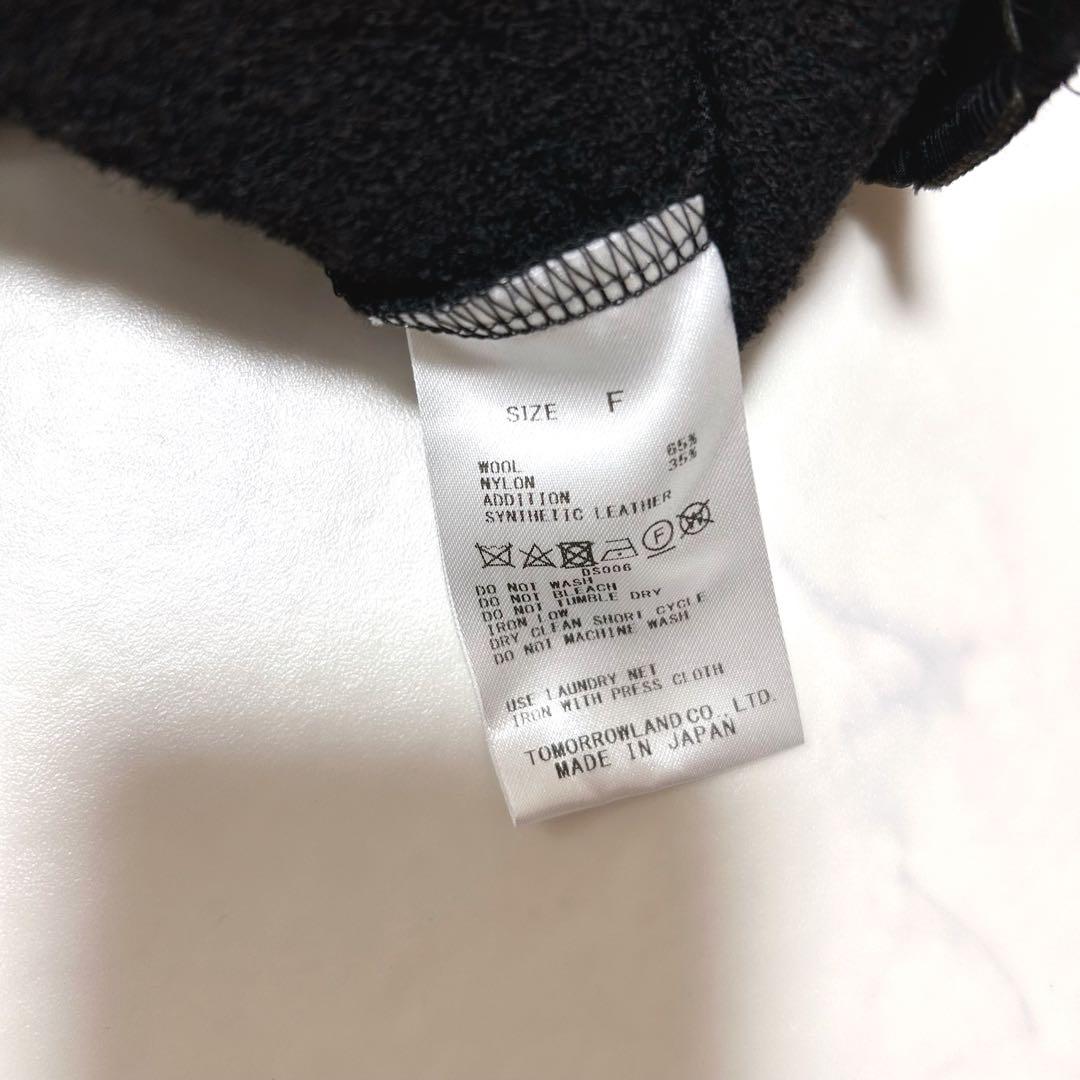 SIZE F
WOOL 65%
NYLON 35%
ADDITION
SYNTHETIC LEATHER
F W
DS006
DO NOT WASH
DO NOT BLEACH
DO NOT TUMBLE DRY
IRON LOW
DRY CLEAN SHORT CYCLE
DO NOT MACHINE WASH
USE LAUNDRY NET
IRON WITH PRESS CLOTH
TOMORROWLAND CO., LTD.
MADE IN JAPAN